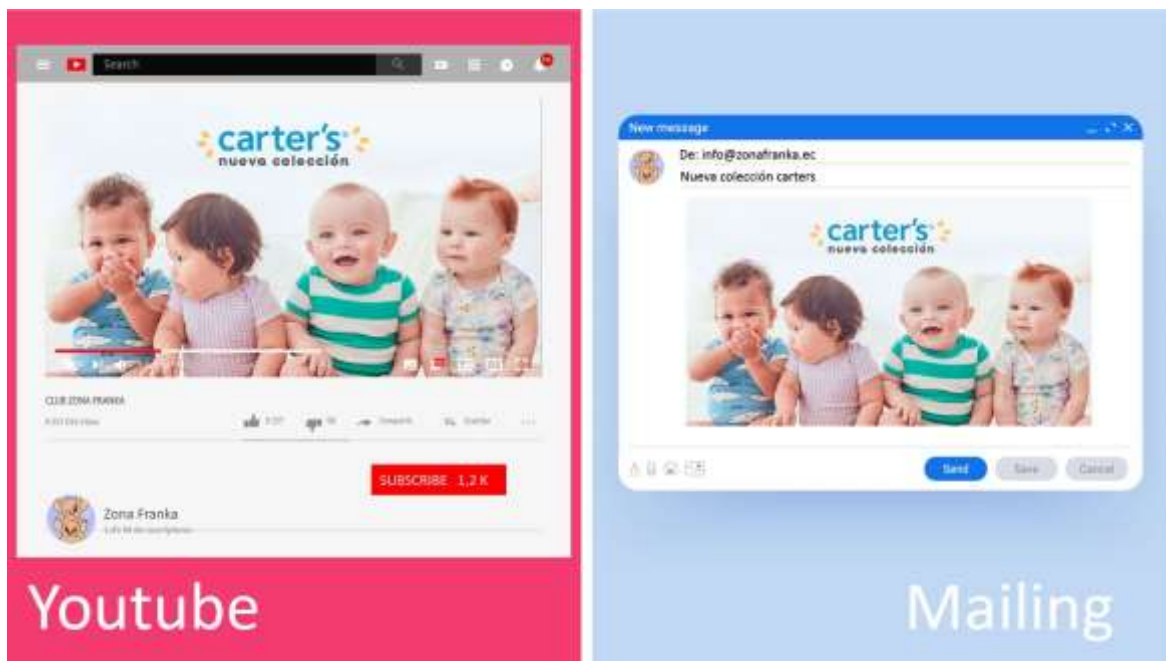 Search
carter's
nueva colección
CLUB ZONA FRANKA
SUBSCRIBE 1,2 K
Zona Franka
Youtube
New message
De: info@zonafranka.ec
Nueva colección carters
carter's
nueva colección
Send
Save
Cancel
Mailing